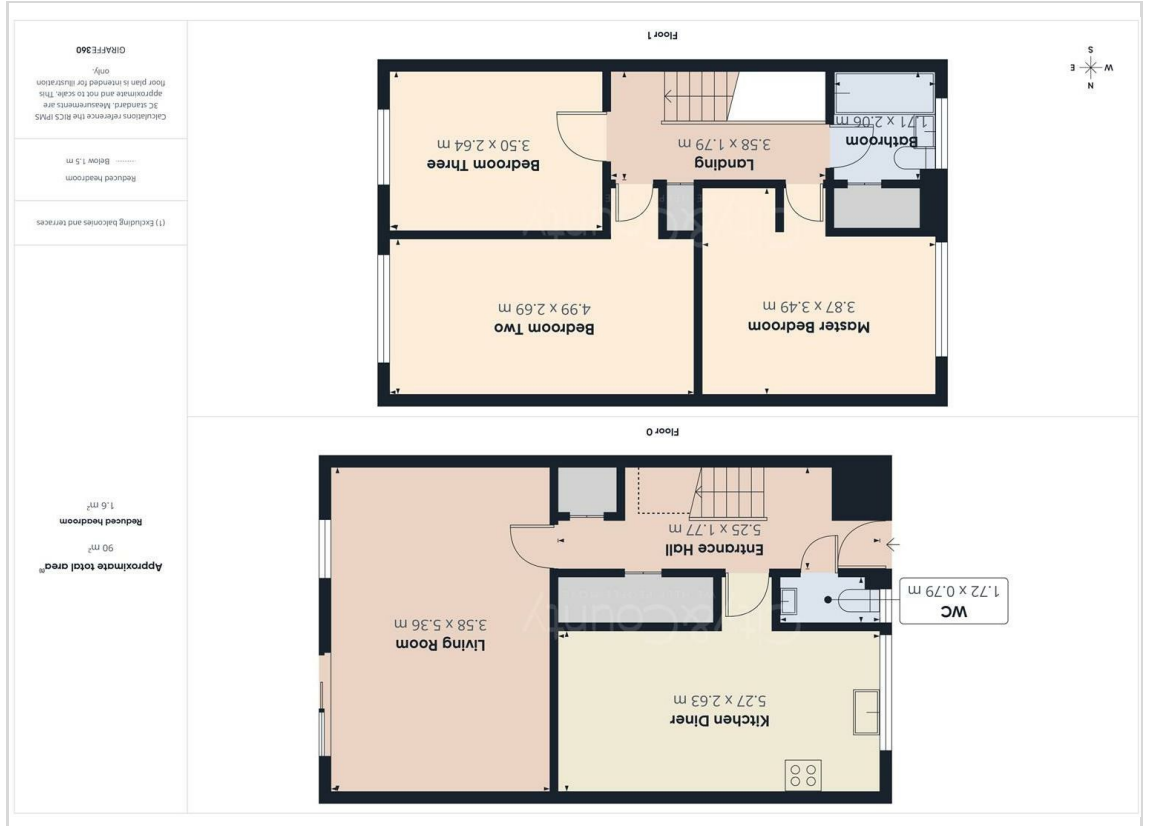 Kitchen Diner
5.27 x 2.63 m
Living Room
3.58 x 5.36 m
WC
1.72 x 0.79 m
City&County
Entrance Hall
5.25 x 1.77 m
Floor 0
Master Bedroom
3.87 x 3.49 m
Bedroom Two
4.99 x 2.69 m
City&County
Bathroom
1.71 x 2.06 m
Landing
3.58 x 1.79 m
Bedroom Three
3.50 x 2.64 m
Floor 1
N
W E
S
Approximate total area(1)
90 m²
Reduced headroom
1.6 m²
(1) Excluding balconies and terraces
Reduced headroom
Below 1.5 m
Calculations reference the RICS IPMS
3C standard. Measurements are
approximate and not to scale. This
floor plan is intended for illustration
only.
GIRAFFE360